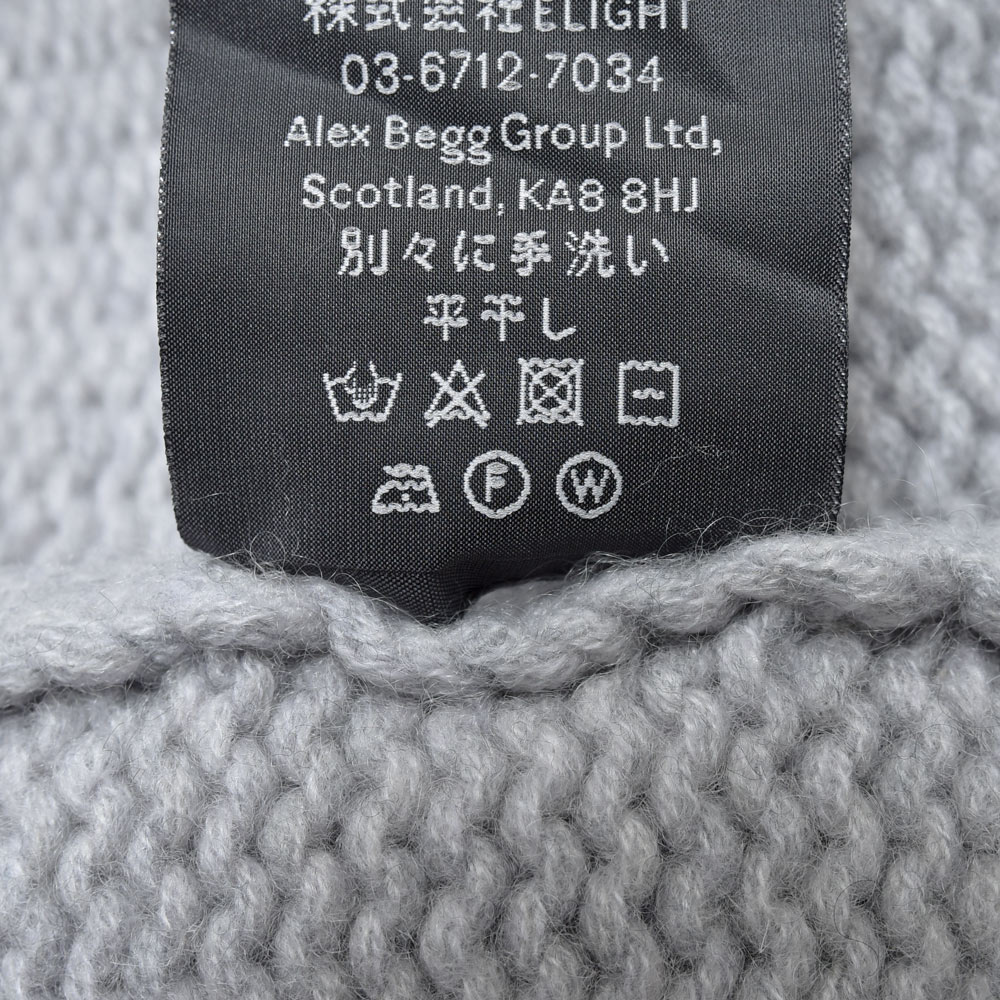 株式会社ELIGHT
03-6712-7034
Alex Begg Group Ltd,
Scotland, KA8 8HJ
別々に手洗い
平干し
F W